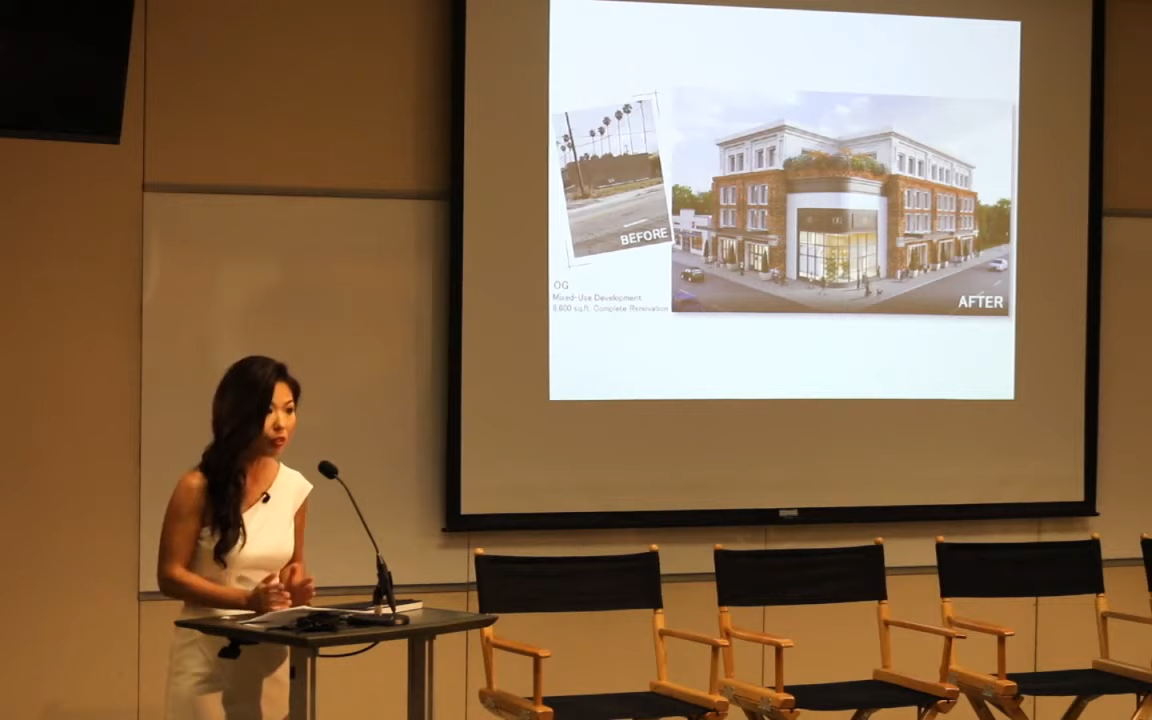 BEFORE
OG
Mixed-Use Development
8,600 sq.ft. Complete Renovation
AFTER